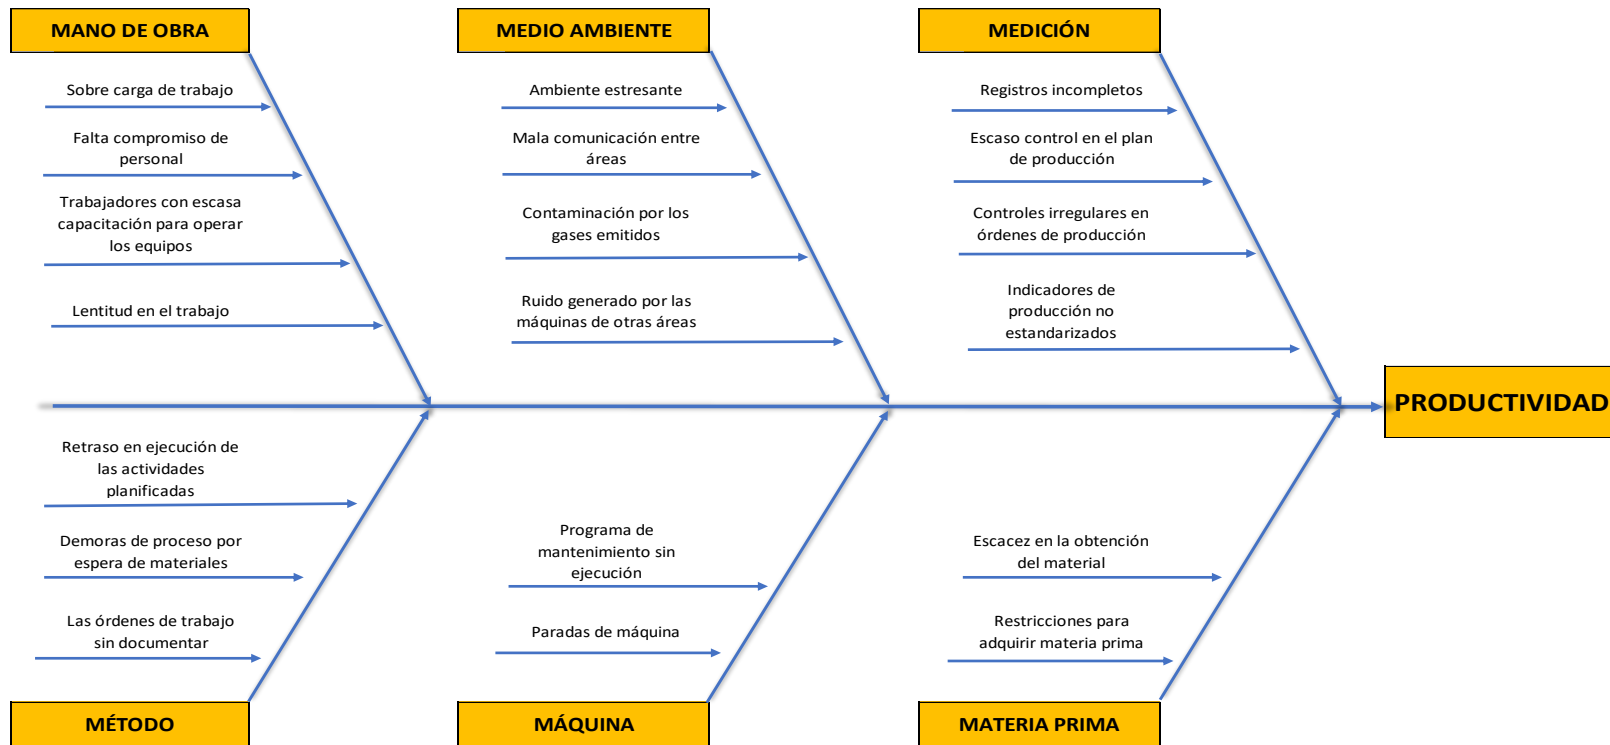 MANO DE OBRA
MEDIO AMBIENTE
MEDICIÓN
Sobre carga de trabajo
Falta compromiso de
personal
Trabajadores con escasa
capacitación para operar
los equipos
Lentitud en el trabajo
Ambiente estresante
Mala comunicación entre
áreas
Contaminación por los
gases emitidos
Ruido generado por las
máquinas de otras áreas
Registros incompletos
Escaso control en el plan
de producción
Controles irregulares en
órdenes de producción
Indicadores de
producción no
estandarizados
PRODUCTIVIDAD
Retraso en ejecución de
las actividades
planificadas
Demoras de proceso por
espera de materiales
Las órdenes de trabajo
sin documentar
Programa de
mantenimiento sin
ejecución
Paradas de máquina
Escacez en la obtención
del material
Restricciones para
adquirir materia prima
MÉTODO
MÁQUINA
MATERIA PRIMA